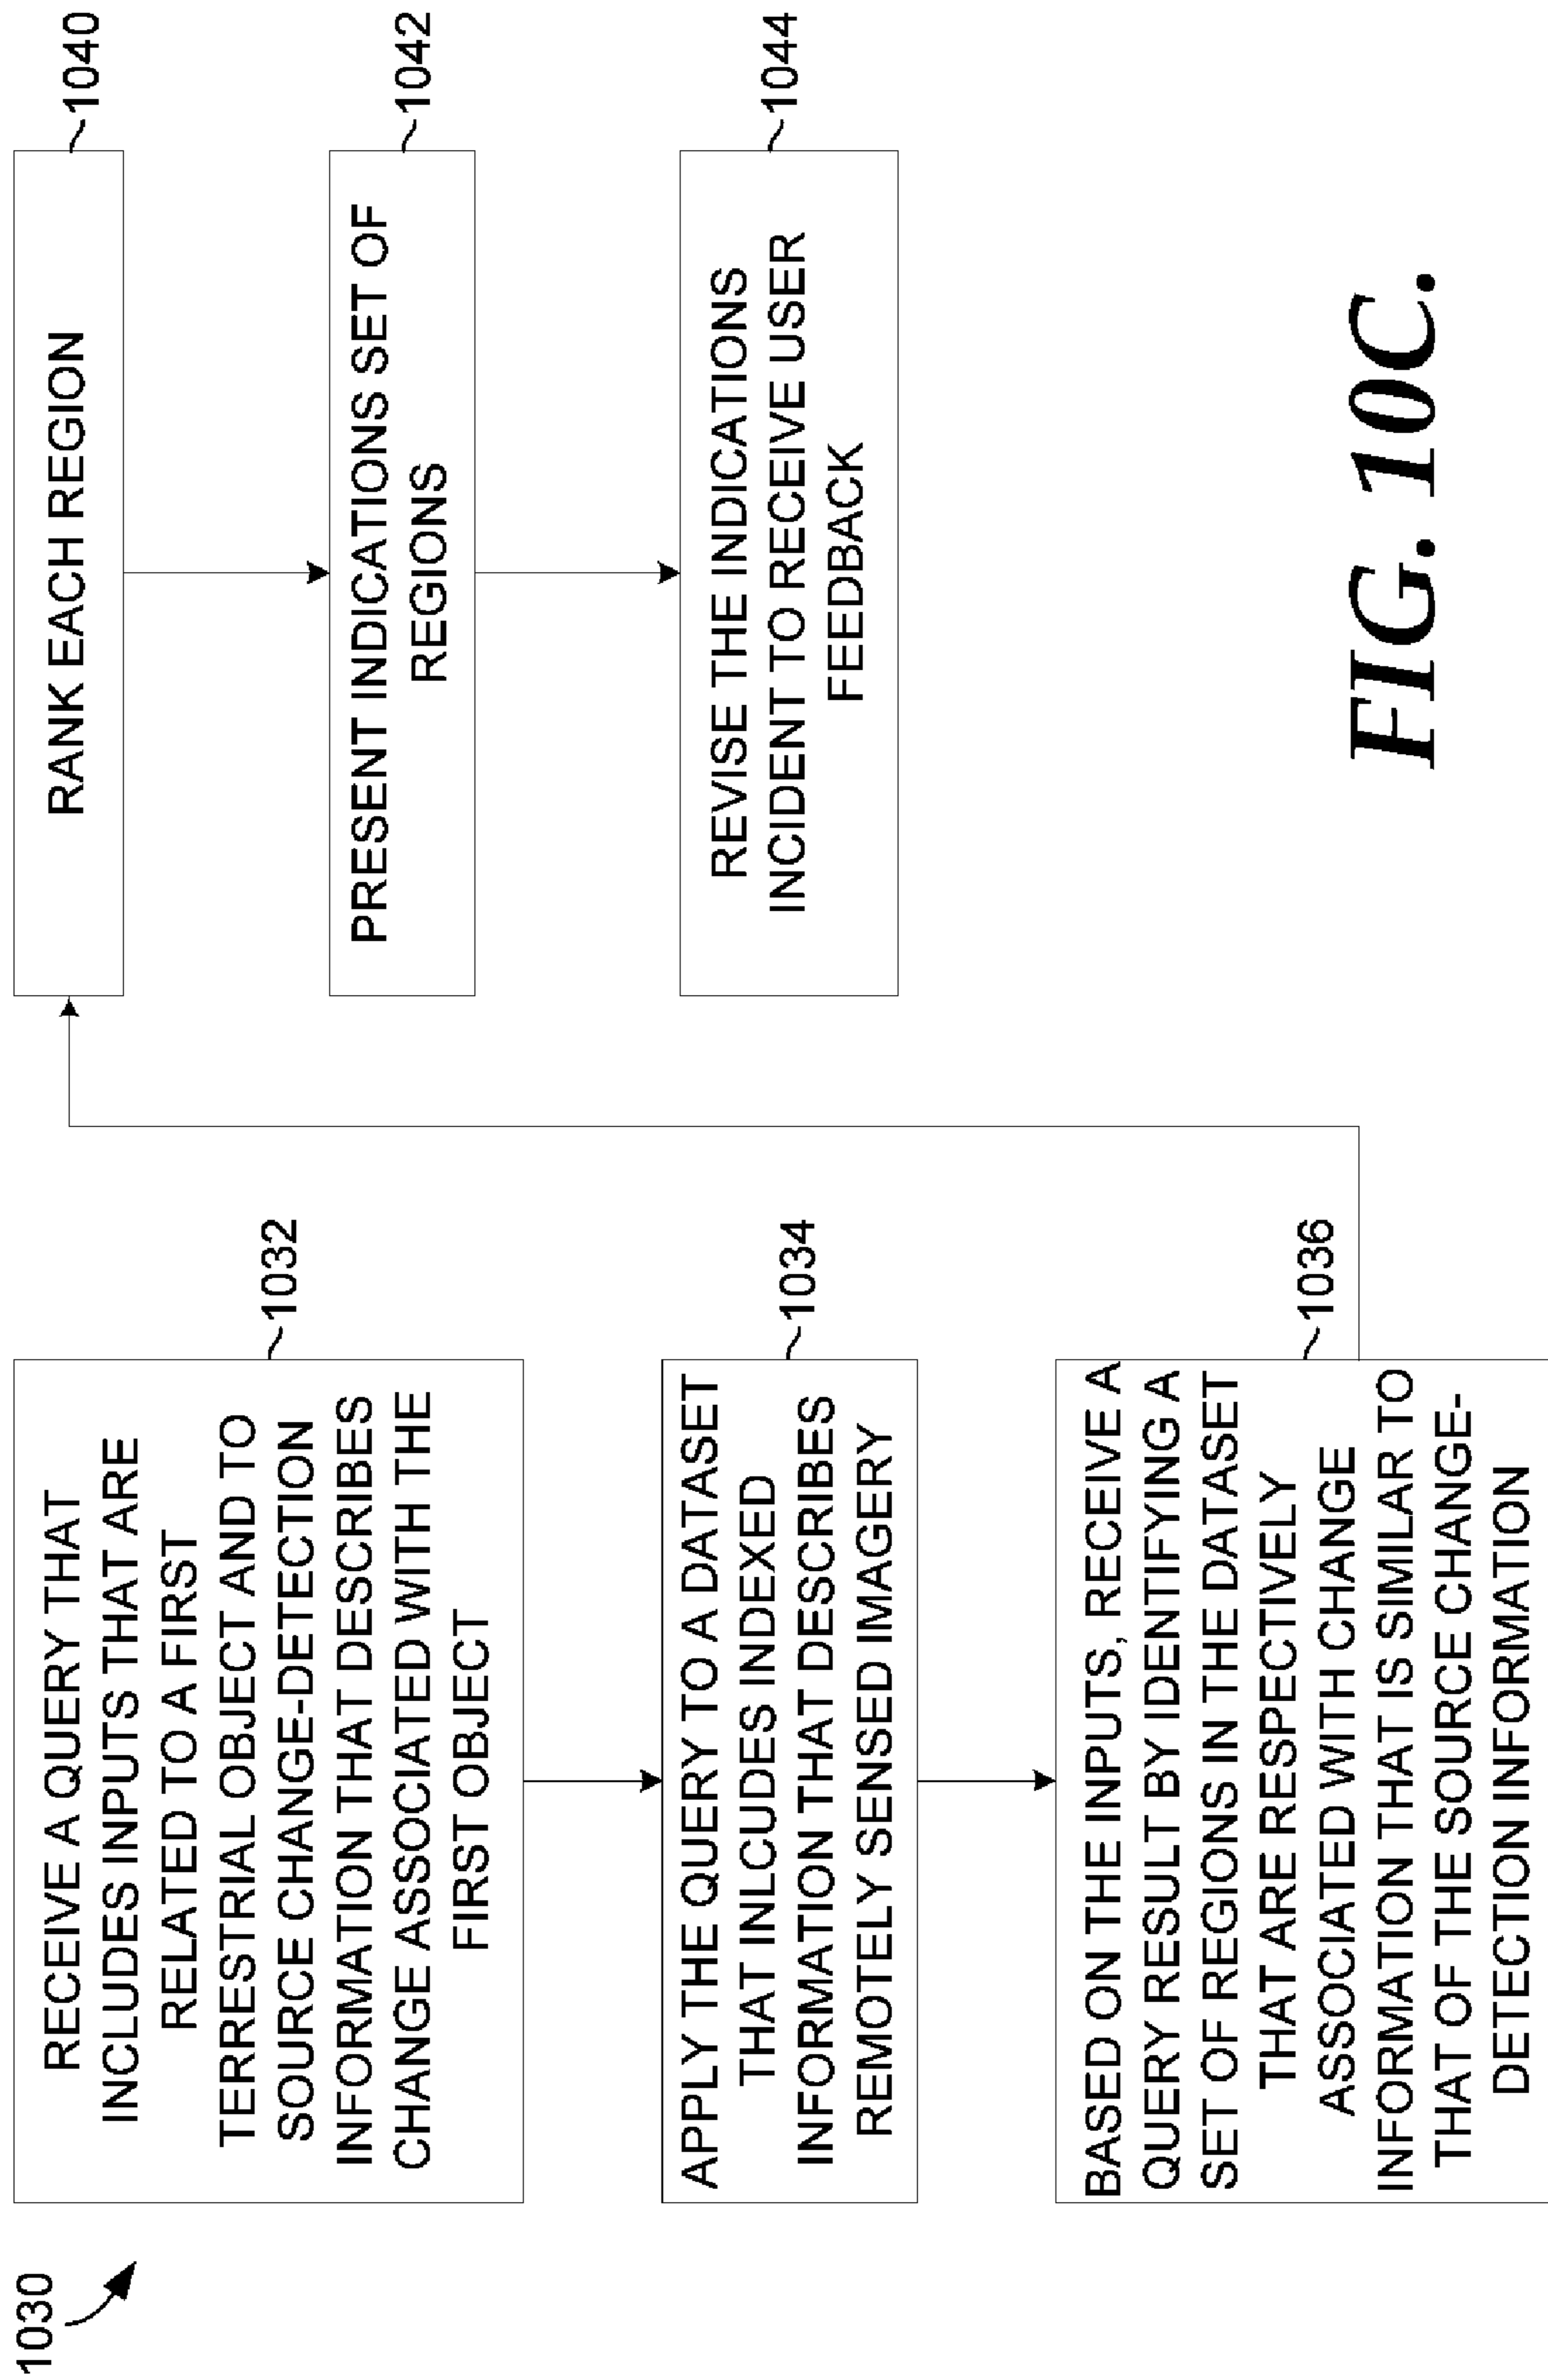 1030
RECEIVE A QUERY THAT
INCLUDES INPUTS THAT ARE
RELATED TO A FIRST
TERRESTRIAL OBJECT AND TO
SOURCE CHANGE-DETECTION
INFORMATION THAT DESCRIBES
CHANGE ASSOCIATED WITH THE
FIRST OBJECT
~1032
APPLY THE QUERY TO A DATASET
THAT INLCUDES INDEXED
INFORMATION THAT DESCRIBES
REMOTELY SENSED IMAGERY
~1034
BASED ON THE INPUTS, RECEIVE A
QUERY RESULT BY IDENTIFYING A
SET OF REGIONS IN THE DATASET
THAT ARE RESPECTIVELY
ASSOCIATED WITH CHANGE
INFORMATION THAT IS SIMILAR TO
THAT OF THE SOURCE CHANGE-
DETECTION INFORMATION
~1036
RANK EACH REGION
~1040
PRESENT INDICATIONS SET OF
REGIONS
~1042
REVISE THE INDICATIONS
INCIDENT TO RECEIVE USER
FEEDBACK
~1044
FIG. 10C.